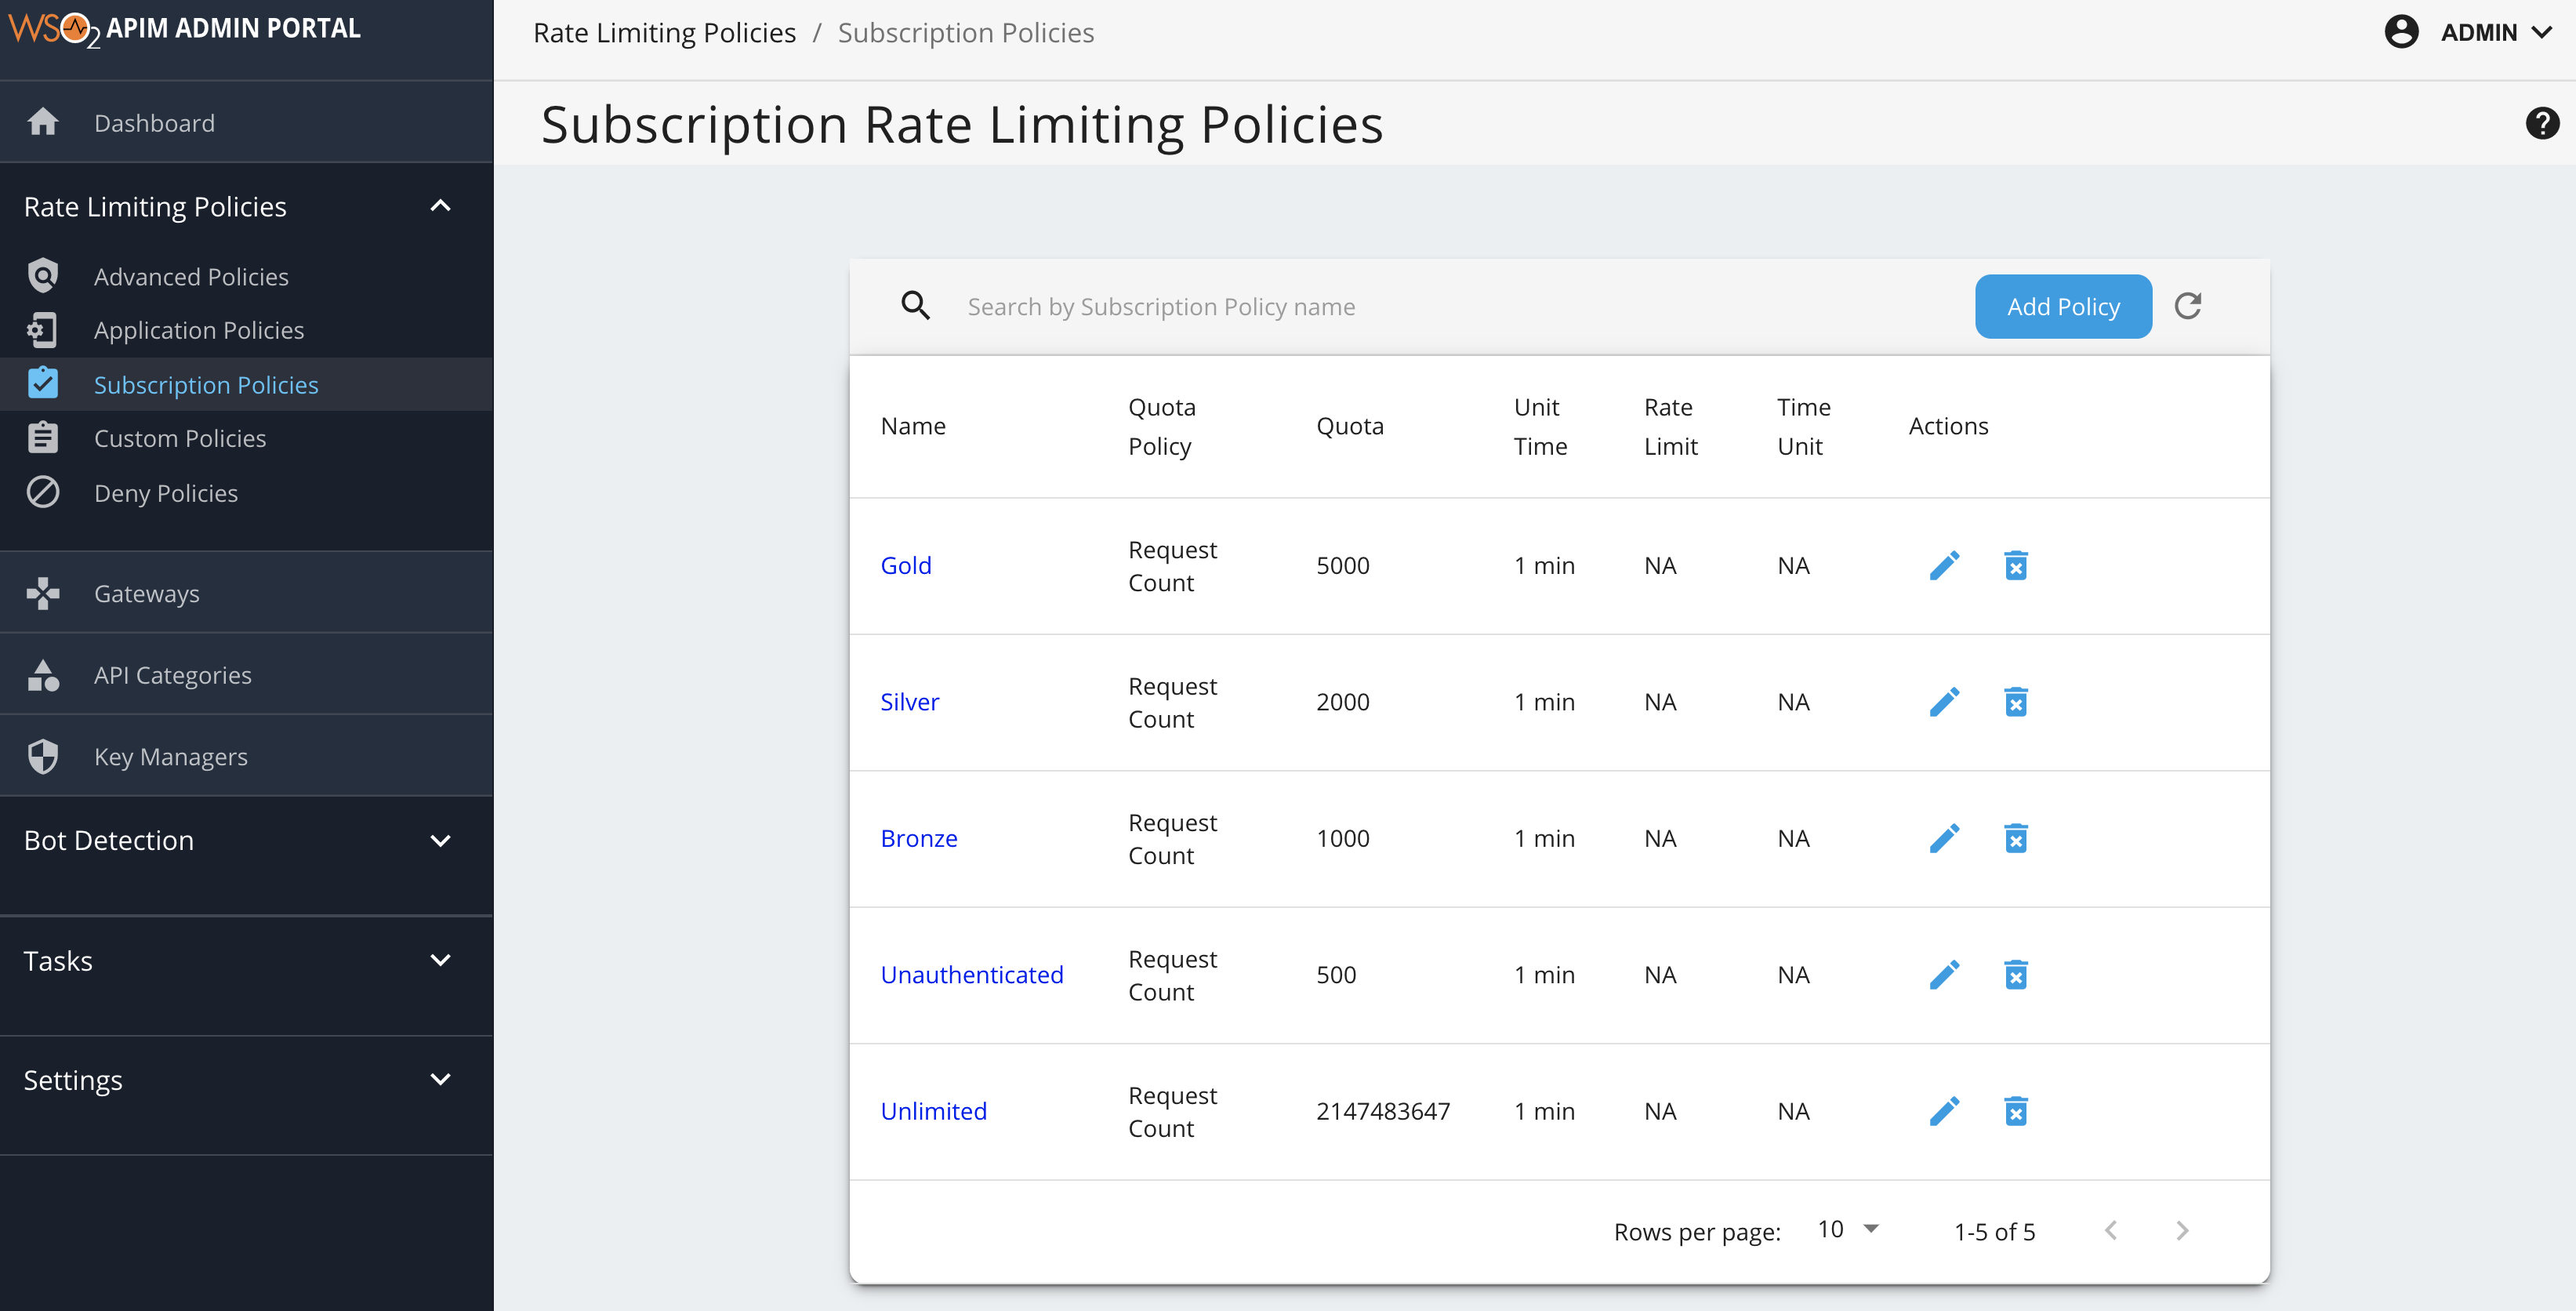 WSO2 APIM ADMIN PORTAL
Rate Limiting Policies / Subscription Policies
ADMIN
Dashboard
Rate Limiting Policies
Advanced Policies
Application Policies
Subscription Policies
Custom Policies
Deny Policies
Gateways
API Categories
Key Managers
Bot Detection
Tasks
Settings
Subscription Rate Limiting Policies
Search by Subscription Policy name
Add Policy
Name Quota Policy Quota Unit Time Rate Limit Time Unit Actions
Gold Request Count 5000 1 min NA NA
Silver Request Count 2000 1 min NA NA
Bronze Request Count 1000 1 min NA NA
Unauthenticated Request Count 500 1 min NA NA
Unlimited Request Count 2147483647 1 min NA NA
Rows per page: 10 1-5 of 5